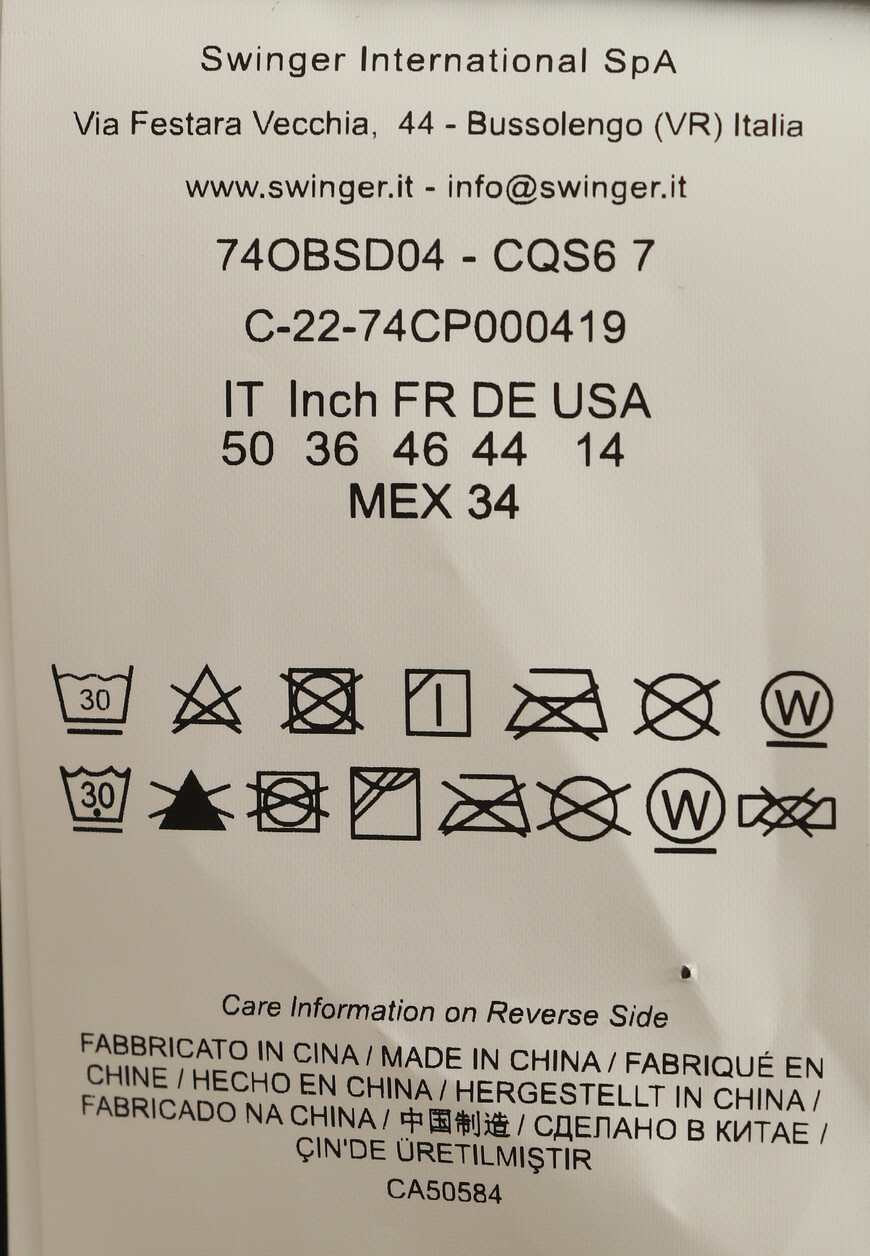 Swinger International SpA
Via Festara Vecchia, 44 - Bussolengo (VR) Italia
www.swinger.it - info@swinger.it
74OBSD04 - CQS6 7
C-22-74CP000419
IT Inch FR DE USA
50 36 46 44 14
MEX 34
30 W
30 W
Care Information on Reverse Side
FABBRICATO IN CINA / MADE IN CHINA / FABRIQUÉ EN
CHINE / HECHO EN CHINA / HERGESTELLT IN CHINA /
FABRICADO NA CHINA / 中国制造 / СДЕЛАНО В КИТАЕ /
ÇIN'DE ÜRETILMIŞTIR
CA50584